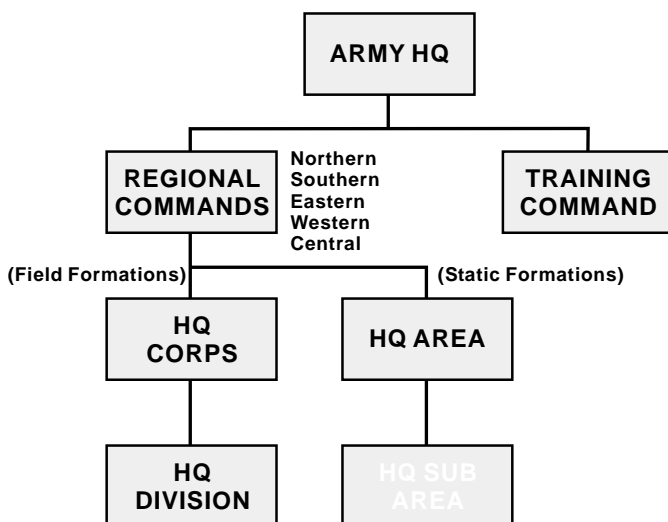 ARMY HQ
REGIONAL
COMMANDS
Northern
Southern
Eastern
Western
Central
TRAINING
COMMAND
(Field Formations)
(Static Formations)
HQ
CORPS
HQ AREA
HQ
DIVISION
HQ SUB
AREA